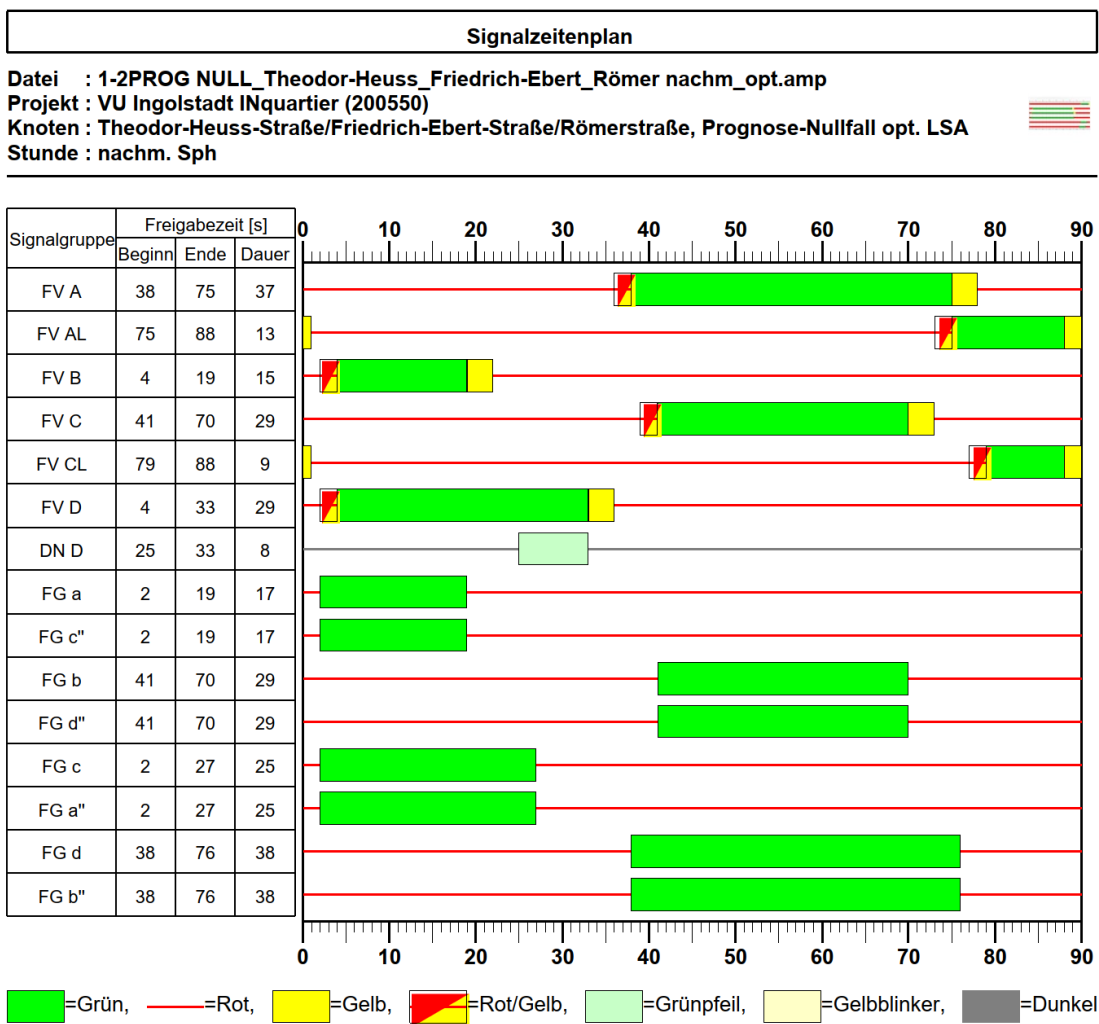 Signalzeitenplan
Datei : 1-2PROG NULL_Theodor-Heuss_Friedrich-Ebert_Römer nachm_opt.amp
Projekt : VU Ingolstadt INquartier (200550)
Knoten : Theodor-Heuss-Straße/Friedrich-Ebert-Straße/Römerstraße, Prognose-Nullfall opt. LSA
Stunde : nachm. Sph
Signalgruppe Freigabezeit [s]
Beginn Ende Dauer
0 10 20 30 40 50 60 70 80 90
FV A 38 75 37
FV AL 75 88 13
FV B 4 19 15
FV C 41 70 29
FV CL 79 88 9
FV D 4 33 29
DN D 25 33 8
FG a 2 19 17
FG c" 2 19 17
FG b 41 70 29
FG d" 41 70 29
FG c 2 27 25
FG a" 2 27 25
FG d 38 76 38
FG b" 38 76 38
0 10 20 30 40 50 60 70 80 90
=Grün, =Rot, =Gelb, =Rot/Gelb, =Grünpfeil, =Gelbblinker, =Dunkel